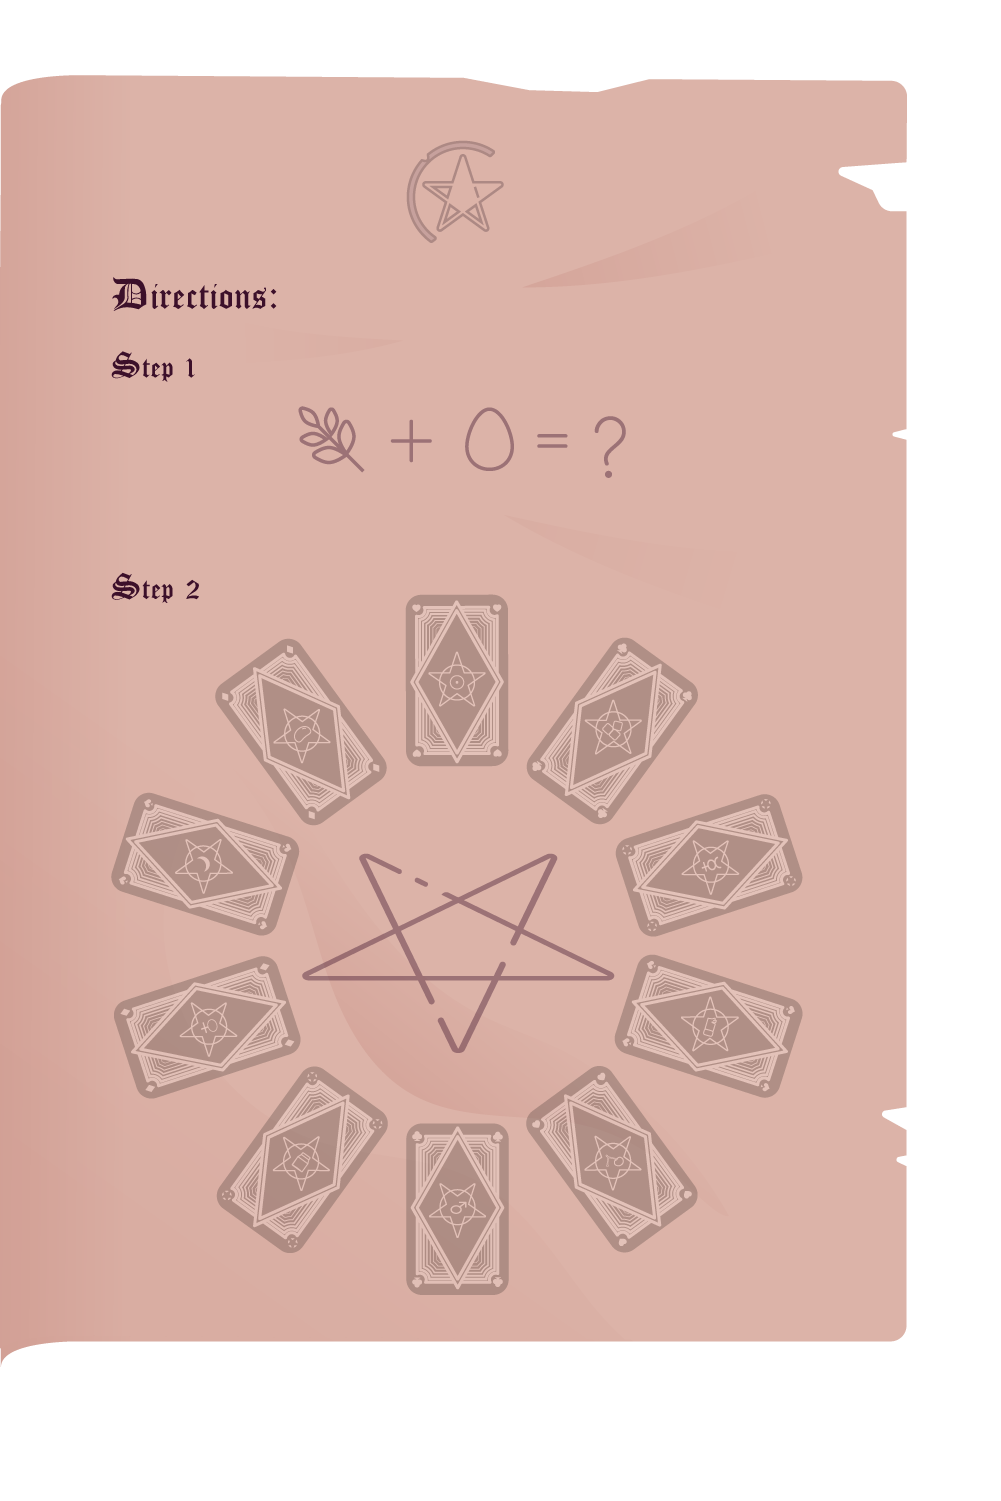 Directions:
Step 1
+ = ?
Step 2